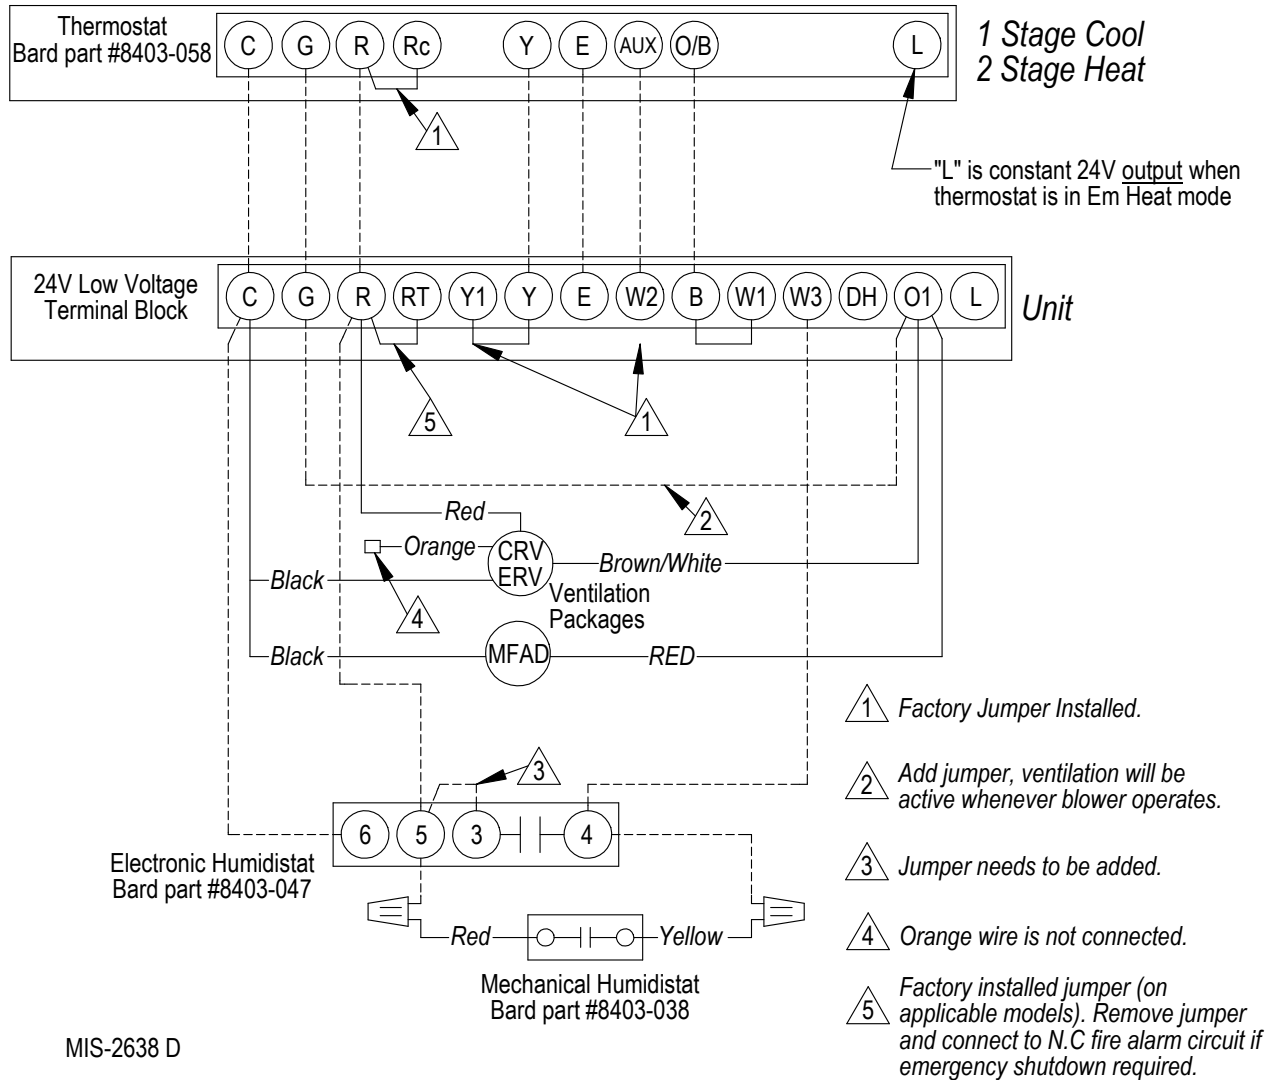 Thermostat
Bard part #8403-058
C G R Rc Y E AUX O/B L
1 Stage Cool
2 Stage Heat
1
"L" is constant 24V output when
thermostat is in Em Heat mode
24V Low Voltage
Terminal Block
C G R RT Y1 Y E W2 B W1 W3 DH O1 L
Unit
5
1
2
Red
Orange
CRV
ERV
Brown/White
Black
Ventilation
Packages
4
Black
MFAD
RED
1 Factory Jumper Installed.
2 Add jumper, ventilation will be
active whenever blower operates.
3
6 5 3 4
Electronic Humidistat
Bard part #8403-047
3 Jumper needs to be added.
Red
Yellow
4 Orange wire is not connected.
Mechanical Humidistat
Bard part #8403-038
5 Factory installed jumper (on
applicable models). Remove jumper
and connect to N.C fire alarm circuit if
emergency shutdown required.
MIS-2638 D